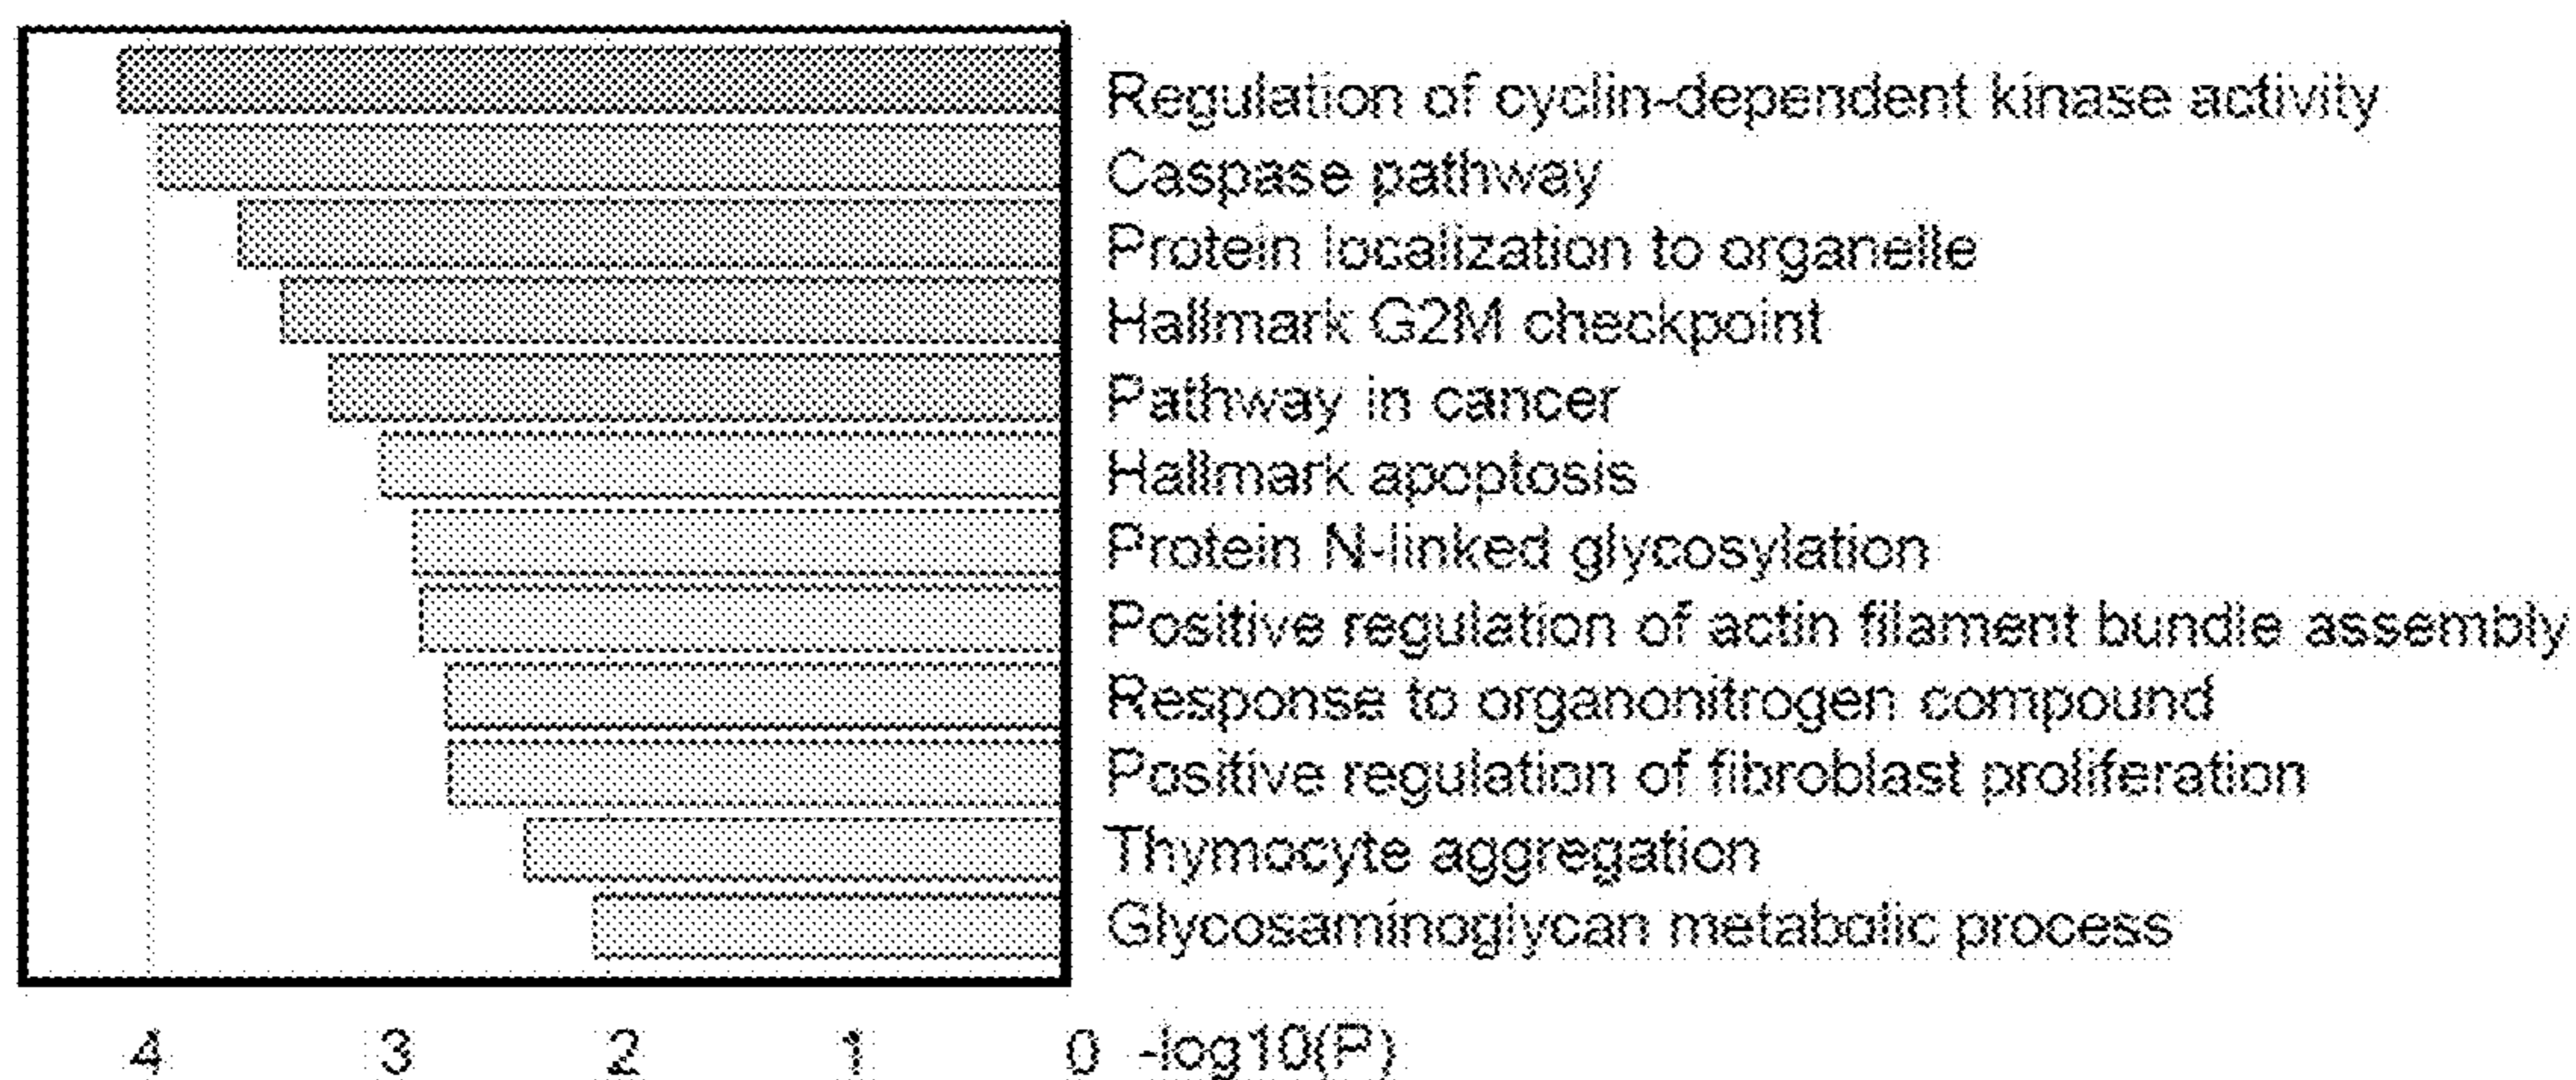 Regulation of cyclin-dependent kinase activity
Caspase pathway
Protein localization to organelle
Hallmark G2M checkpoint
Pathway in cancer
Hallmark apoptosis
Protein N-linked glycosylation
Positive regulation of actin filament bundle assembly
Response to organonitrogen compound
Positive regulation of fibroblast proliferation
Thymocyte aggregation
Glycosaminoglycan metabolic process
4 3 2 1 0 -log10(P)